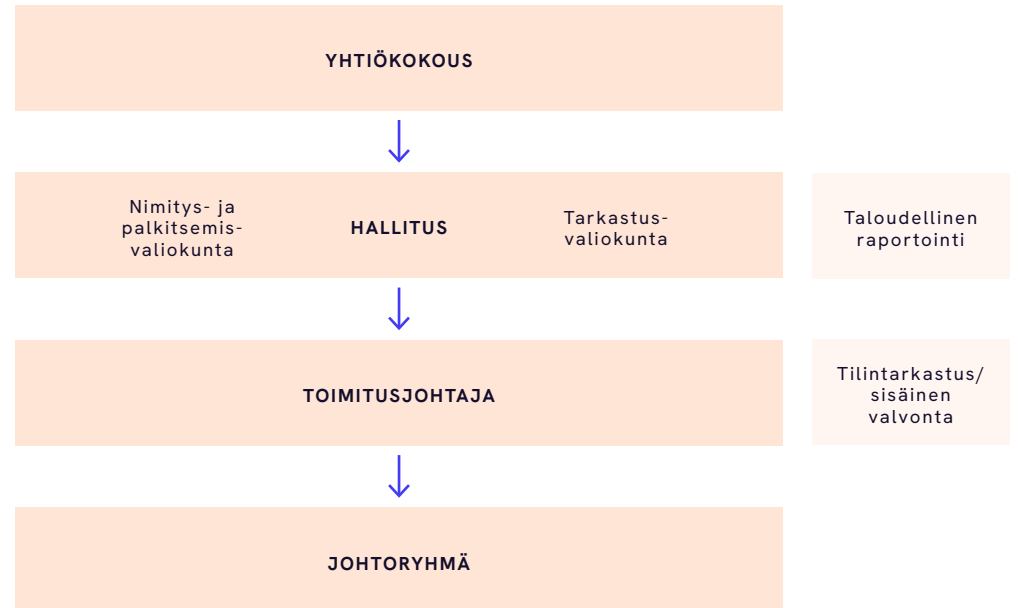 YHTIÖKOKOUS
Nimitys- ja
palkitsemis-
valiokunta
HALLITUS
Tarkastus-
valiokunta
Taloudellinen
raportointi
TOIMITUSJOHTAJA
Tilintarkastus/
sisäinen
valvonta
JOHTORYHMÄ